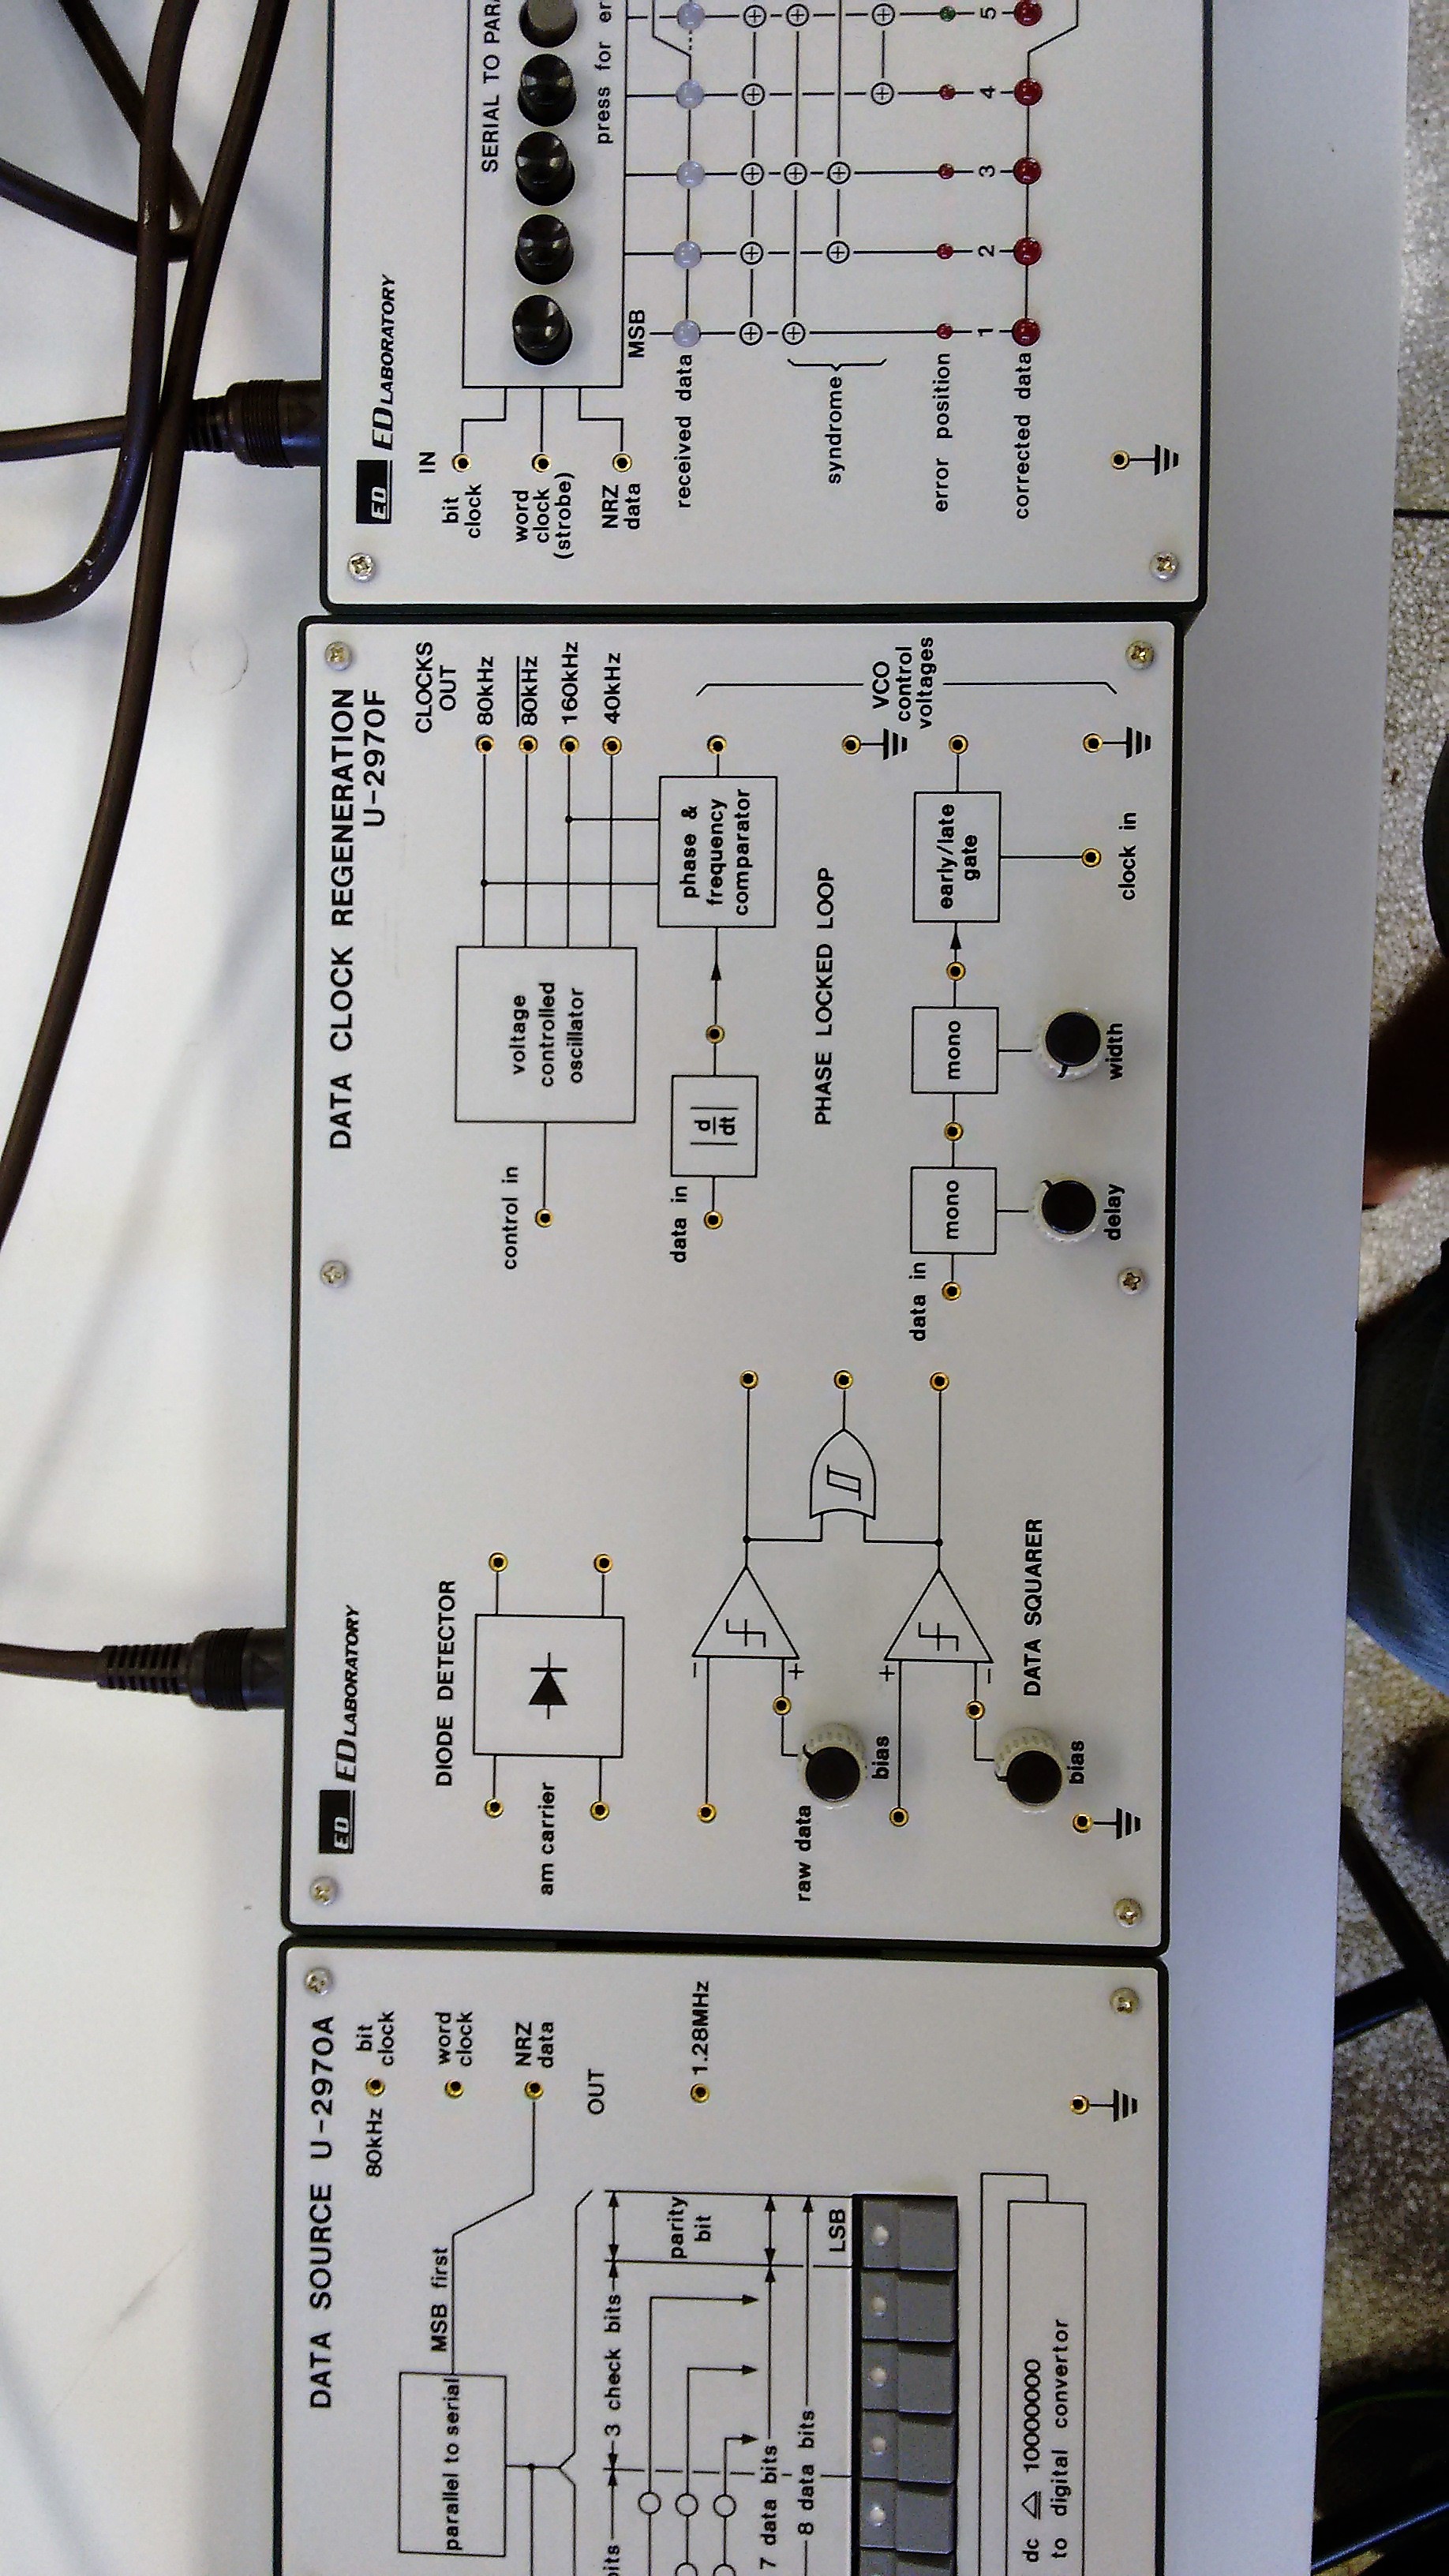 DATA SOURCE U-2970A
80kHz
bit
clock
word
clock
MSB first
NRZ
data
parallel to serial
OUT
3 check bits
parity
bit
1.28MHz
7 data bits
8 data bits
LSB
dc 10000000
to digital convertor
ED
ED LABORATORY
DATA CLOCK REGENERATION
U-2970F
CLOCKS
OUT
DIODE DETECTOR
am carrier
control in
voltage
controlled
oscillator
80kHz
80kHz
160kHz
40kHz
data in
d
dt
phase &
frequency
comparator
−
+
raw data
bias
PHASE LOCKED LOOP
VCO
control
voltages
+
−
bias
DATA SQUARER
data in
mono
mono
early/late
gate
delay
width
clock in
ED
ED LABORATORY
IN
bit
clock
word
clock
(strobe)
NRZ
data
SERIAL TO
press for
MSB
received data
syndrome
error position
1 2 3 4 5
corrected data